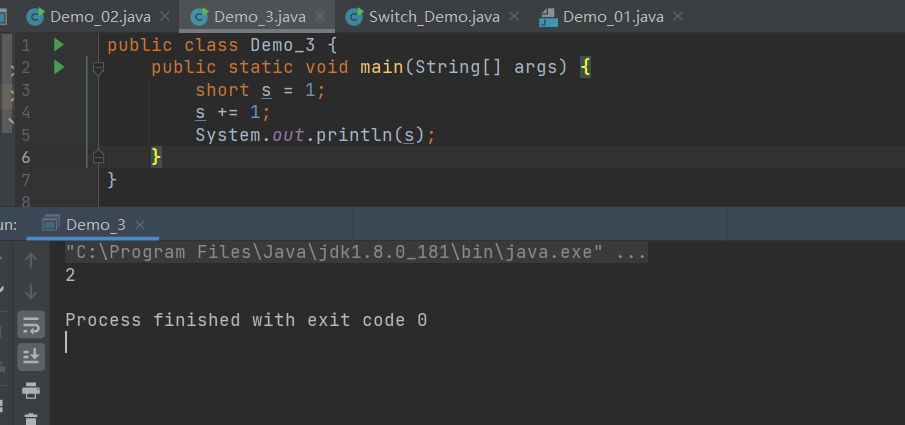 Demo_02.java Demo_3.java Switch_Demo.java Demo_01.java
1 public class Demo_3 {
2 public static void main(String[] args) {
3 short s = 1;
4 s += 1;
5 System.out.println(s);
6 }
7 }
8
un: Demo_3
"C:\Program Files\Java\jdk1.8.0_181\bin\java.exe" ...
2
Process finished with exit code 0